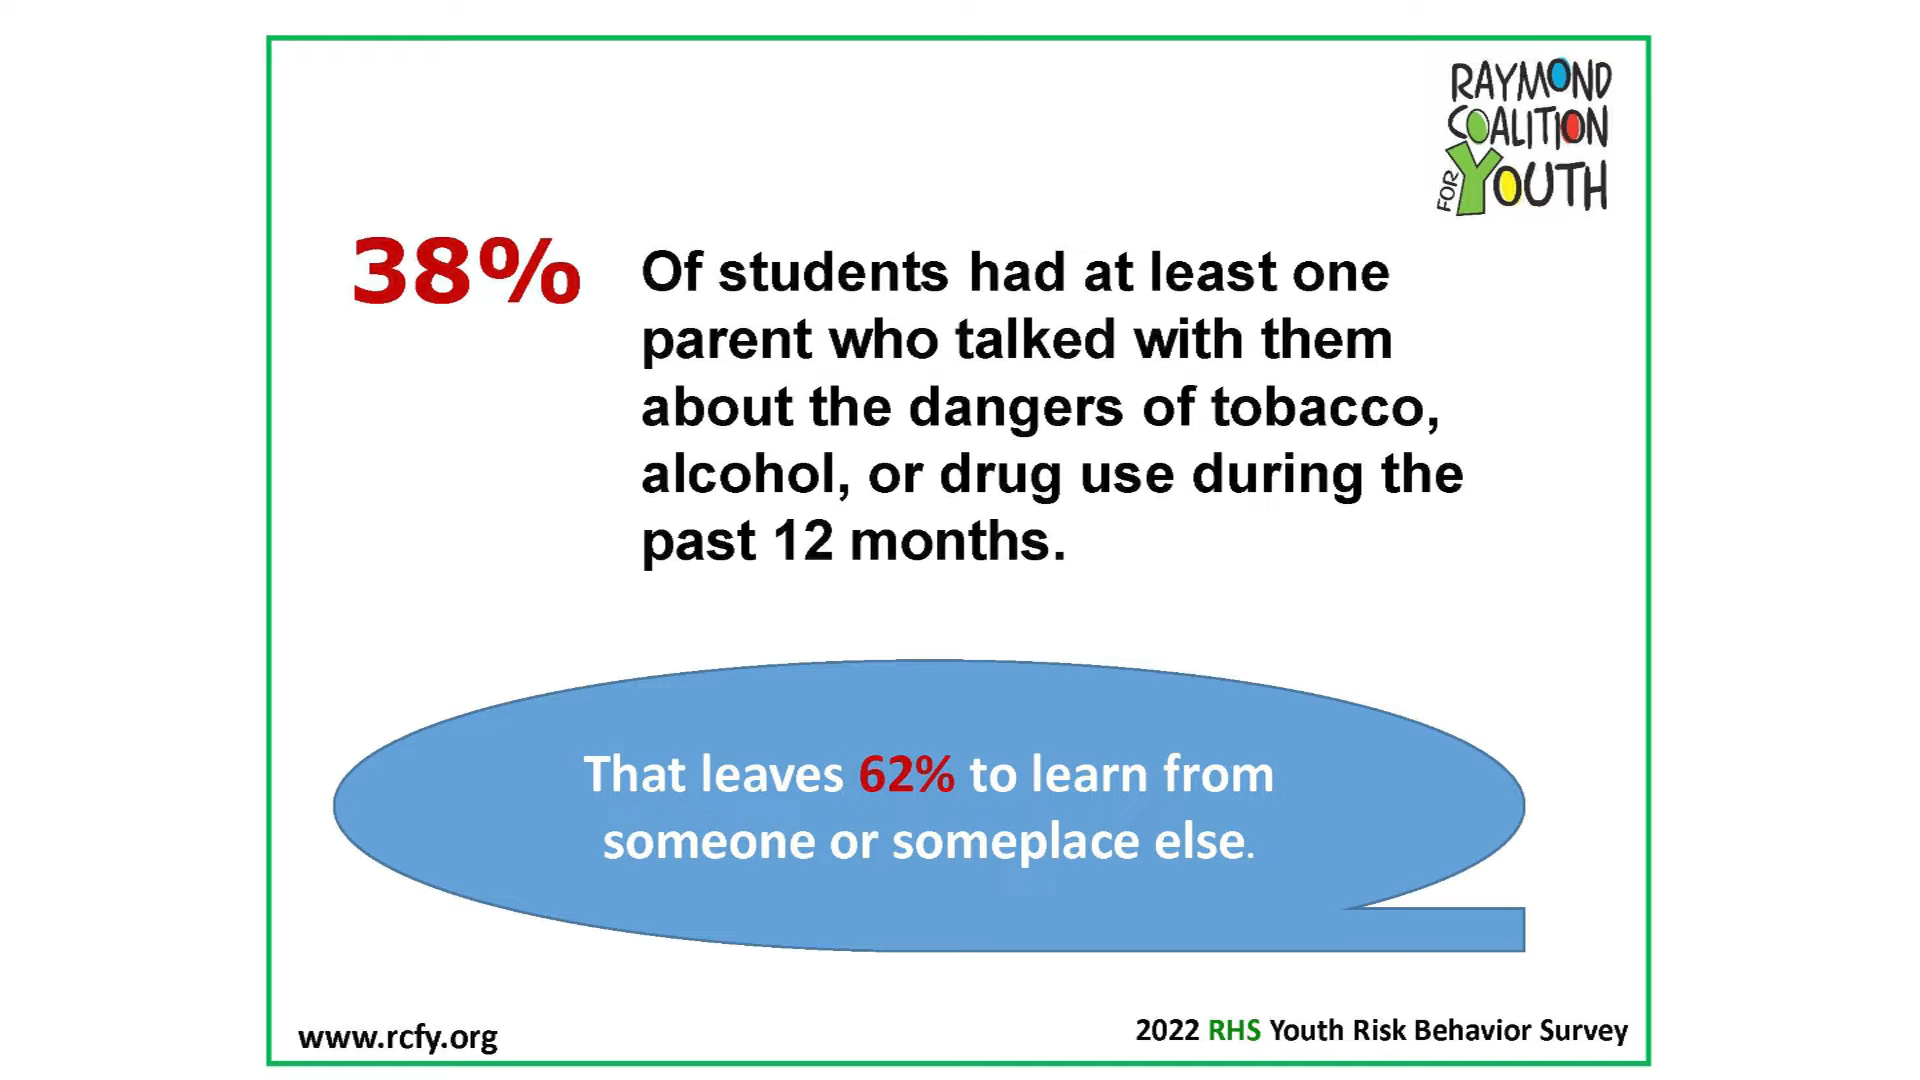 RAYMOND
COALITION
FOR YOUTH
38%
Of students had at least one
parent who talked with them
about the dangers of tobacco,
alcohol, or drug use during the
past 12 months.
That leaves 62% to learn from
someone or someplace else.
www.rcfy.org
2022 RHS Youth Risk Behavior Survey